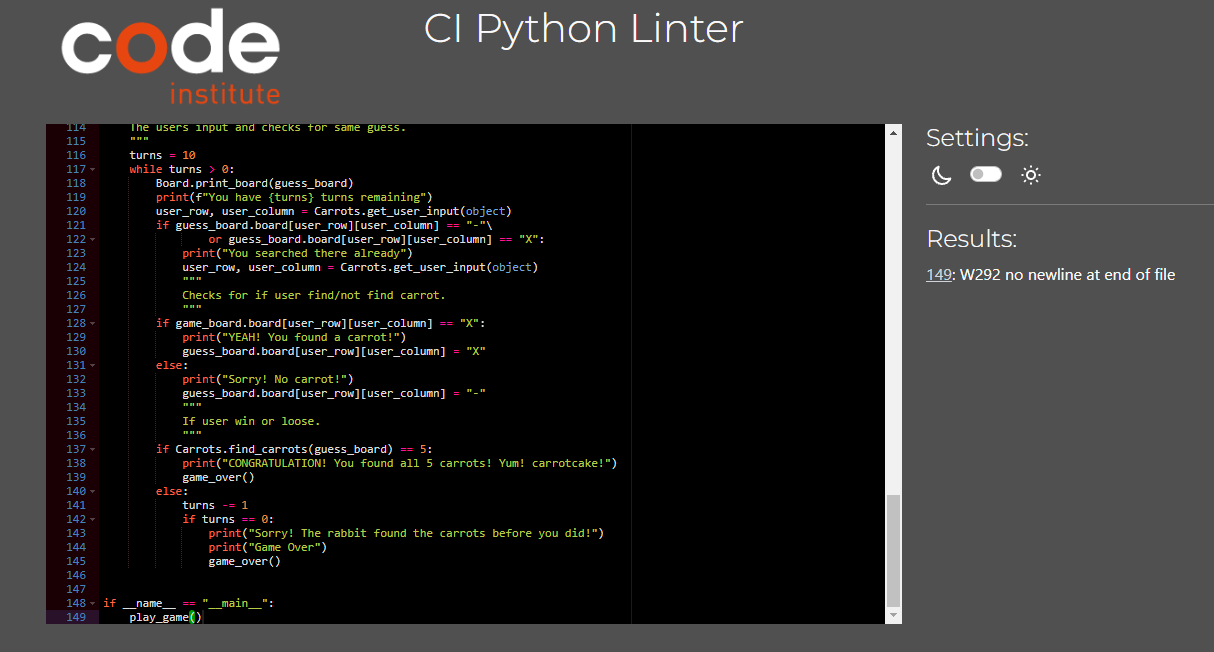 code
institute
CI Python Linter
114 The users input and checks for same guess.
115 """
116 turns = 10
117 while turns > 0:
118 Board.print_board(guess_board)
119 print(f"You have {turns} turns remaining")
120 user_row, user_column = Carrots.get_user_input(object)
121 if guess_board.board[user_row][user_column] == "-"\
122 or guess_board.board[user_row][user_column] == "X":
123 print("You searched there already")
124 user_row, user_column = Carrots.get_user_input(object)
125 """
126 Checks for if user find/not find carrot.
127 """
128 if game_board.board[user_row][user_column] == "X":
129 print("YEAH! You found a carrot!")
130 guess_board.board[user_row][user_column] = "X"
131 else:
132 print("Sorry! No carrot!")
133 guess_board.board[user_row][user_column] = "-"
134 """
135 If user win or loose.
136 """
137 if Carrots.find_carrots(guess_board) == 5:
138 print("CONGRATULATION! You found all 5 carrots! Yum! carrotcake!")
139 game_over()
140 else:
141 turns -= 1
142 if turns == 0:
143 print("Sorry! The rabbit found the carrots before you did!")
144 print("Game Over")
145 game_over()
146
147
148 if __name__ == "__main__":
149 play_game()
Settings:
Results:
149: W292 no newline at end of file